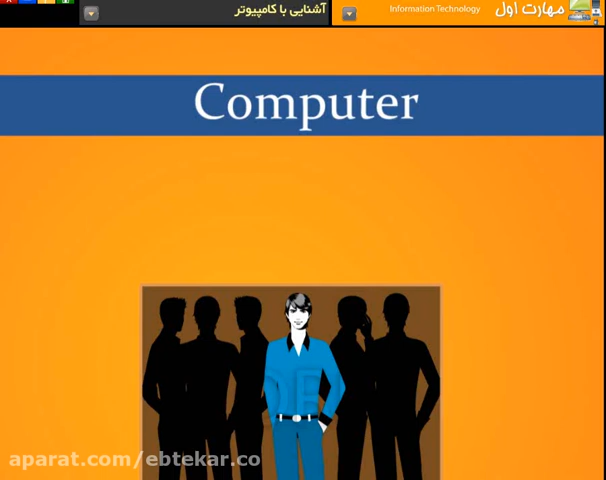 آشنایی با کامپیوتر
Information Technology
مهارت اول
Computer
aparat.com/ebtekar.co